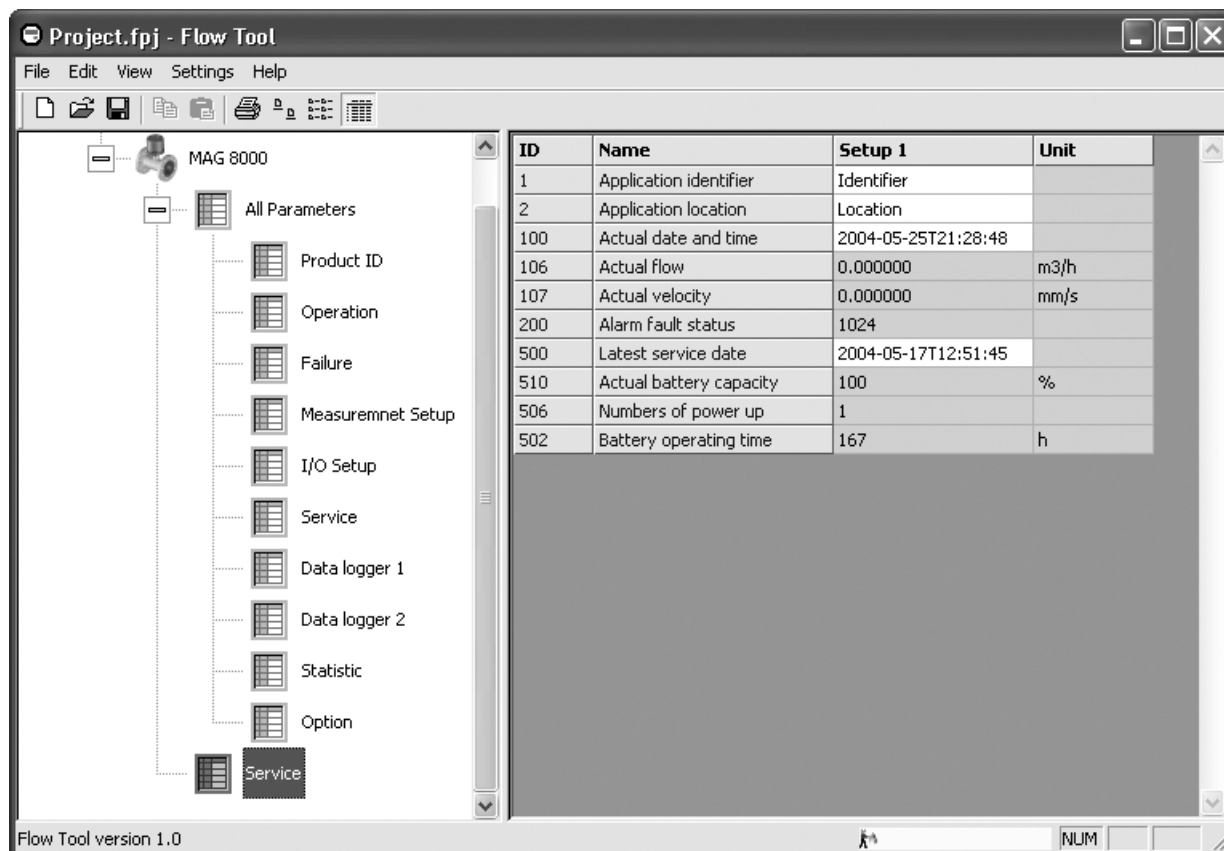 Project.fpj - Flow Tool
File Edit View Settings Help
MAG 8000
All Parameters
Product ID
Operation
Failure
Measuremnet Setup
I/O Setup
Service
Data logger 1
Data logger 2
Statistic
Option
Service
ID Name Setup 1 Unit
1 Application identifier Identifier
2 Application location Location
100 Actual date and time 2004-05-25T21:28:48
106 Actual flow 0.000000 m3/h
107 Actual velocity 0.000000 mm/s
200 Alarm fault status 1024
500 Latest service date 2004-05-17T12:51:45
510 Actual battery capacity 100 %
506 Numbers of power up 1
502 Battery operating time 167 h
Flow Tool version 1.0 NUM